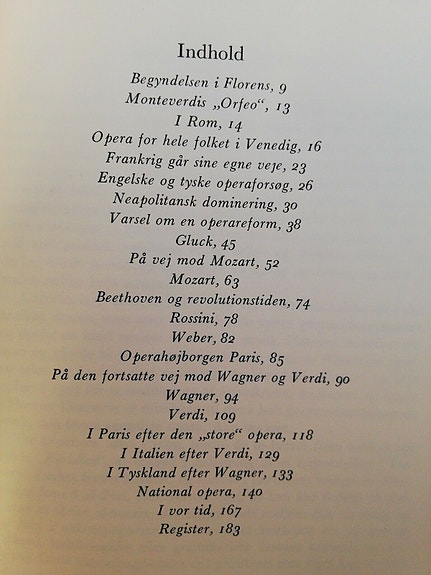 Indhold
Begyndelsen i Florens, 9
Monteverdis „Orfeo“, 13
I Rom, 14
Opera for hele folket i Venedig, 16
Frankrig går sine egne veje, 23
Engelske og tyske operaforsøg, 26
Neapolitansk dominering, 30
Varsel om en operareform, 38
Gluck, 45
På vej mod Mozart, 52
Mozart, 63
Beethoven og revolutionstiden, 74
Rossini, 78
Weber, 82
Operahøjborgen Paris, 85
På den fortsatte vej mod Wagner og Verdi, 90
Wagner, 94
Verdi, 109
I Paris efter den „store“ opera, 118
I Italien efter Verdi, 129
I Tyskland efter Wagner, 133
National opera, 140
I vor tid, 167
Register, 183